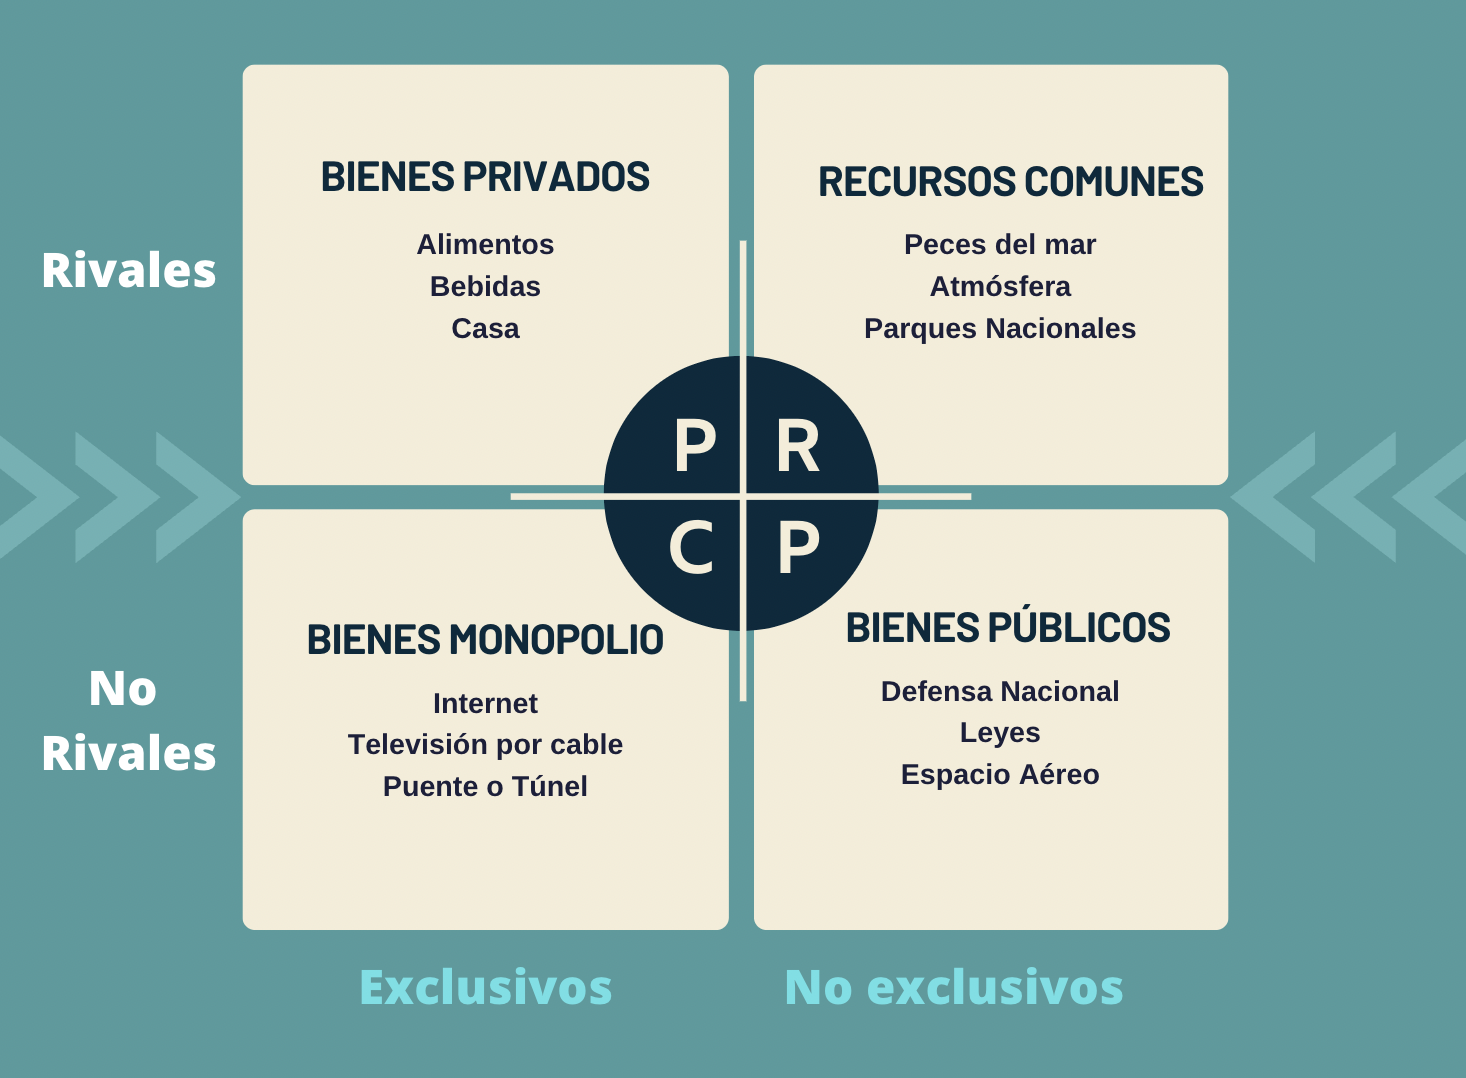 BIENES PRIVADOS
Alimentos
Bebidas
Casa
RECURSOS COMUNES
Peces del mar
Atmósfera
Parques Nacionales
Rivales
P R
C P
BIENES MONOPOLIO
Internet
Televisión por cable
Puente o Túnel
BIENES PÚBLICOS
Defensa Nacional
Leyes
Espacio Aéreo
No
Rivales
Exclusivos
No exclusivos